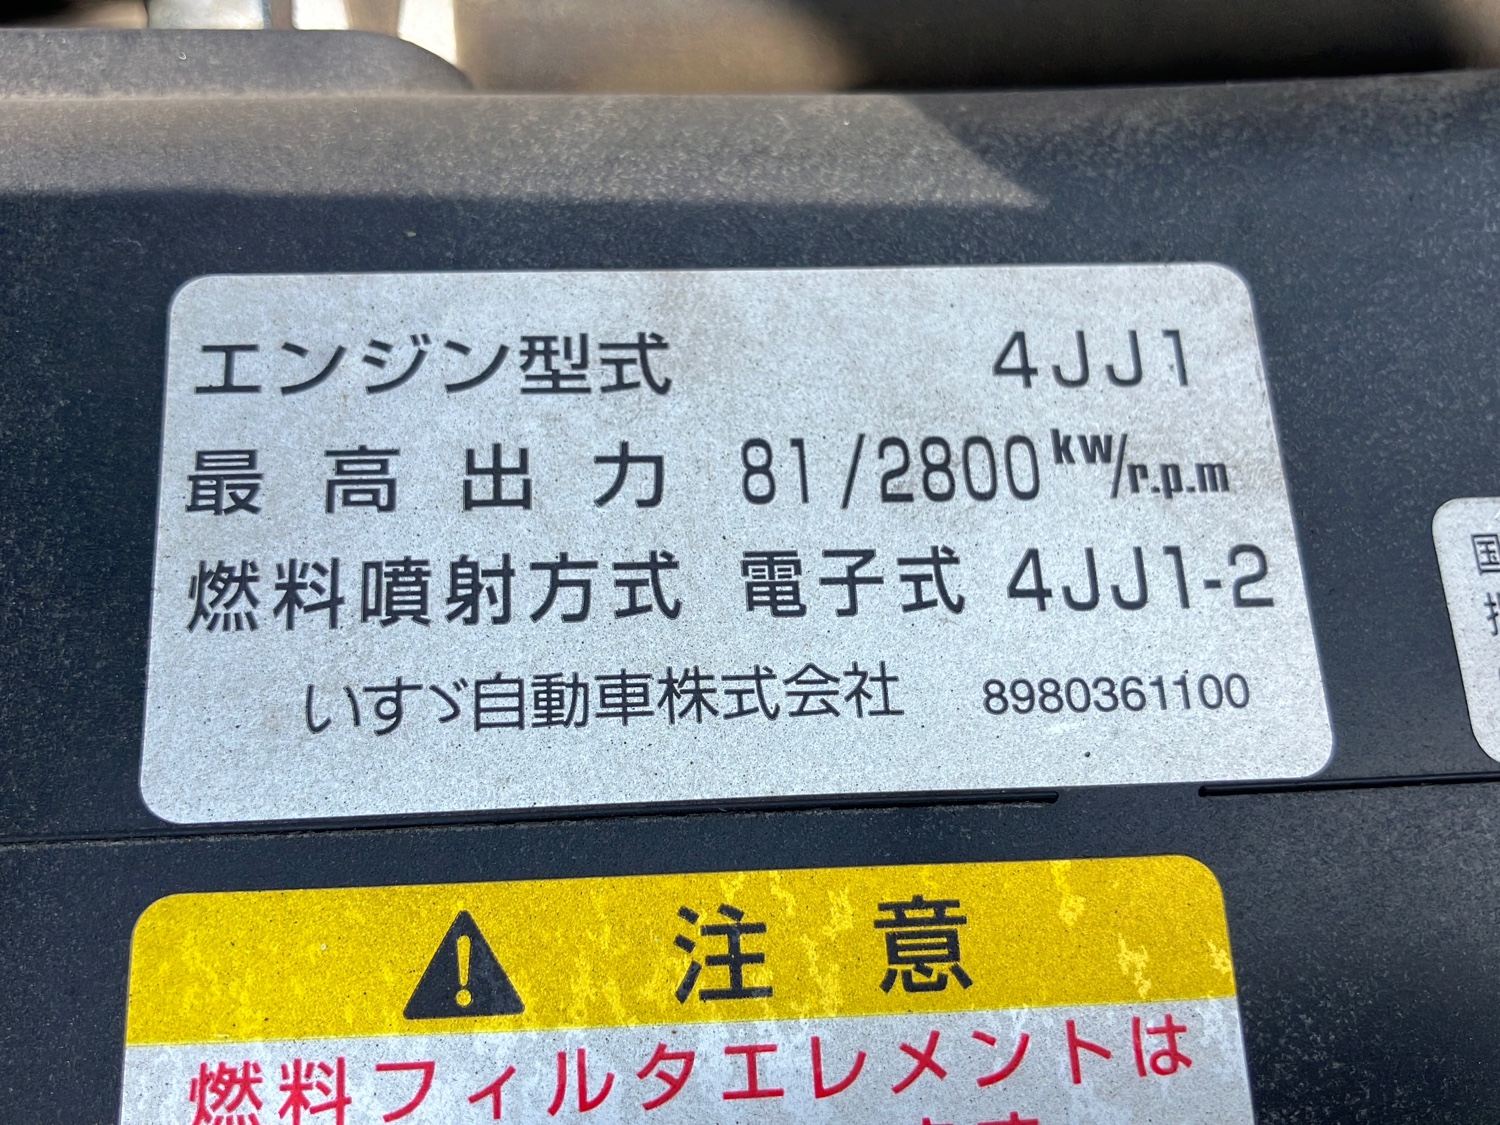 エンジン型式 4JJ1
最高出力 81/2800kW/r.p.m
燃料噴射方式 電子式 4JJ1-2
いすゞ自動車株式会社 8980361100
国
注意
燃料フィルタエレメントは